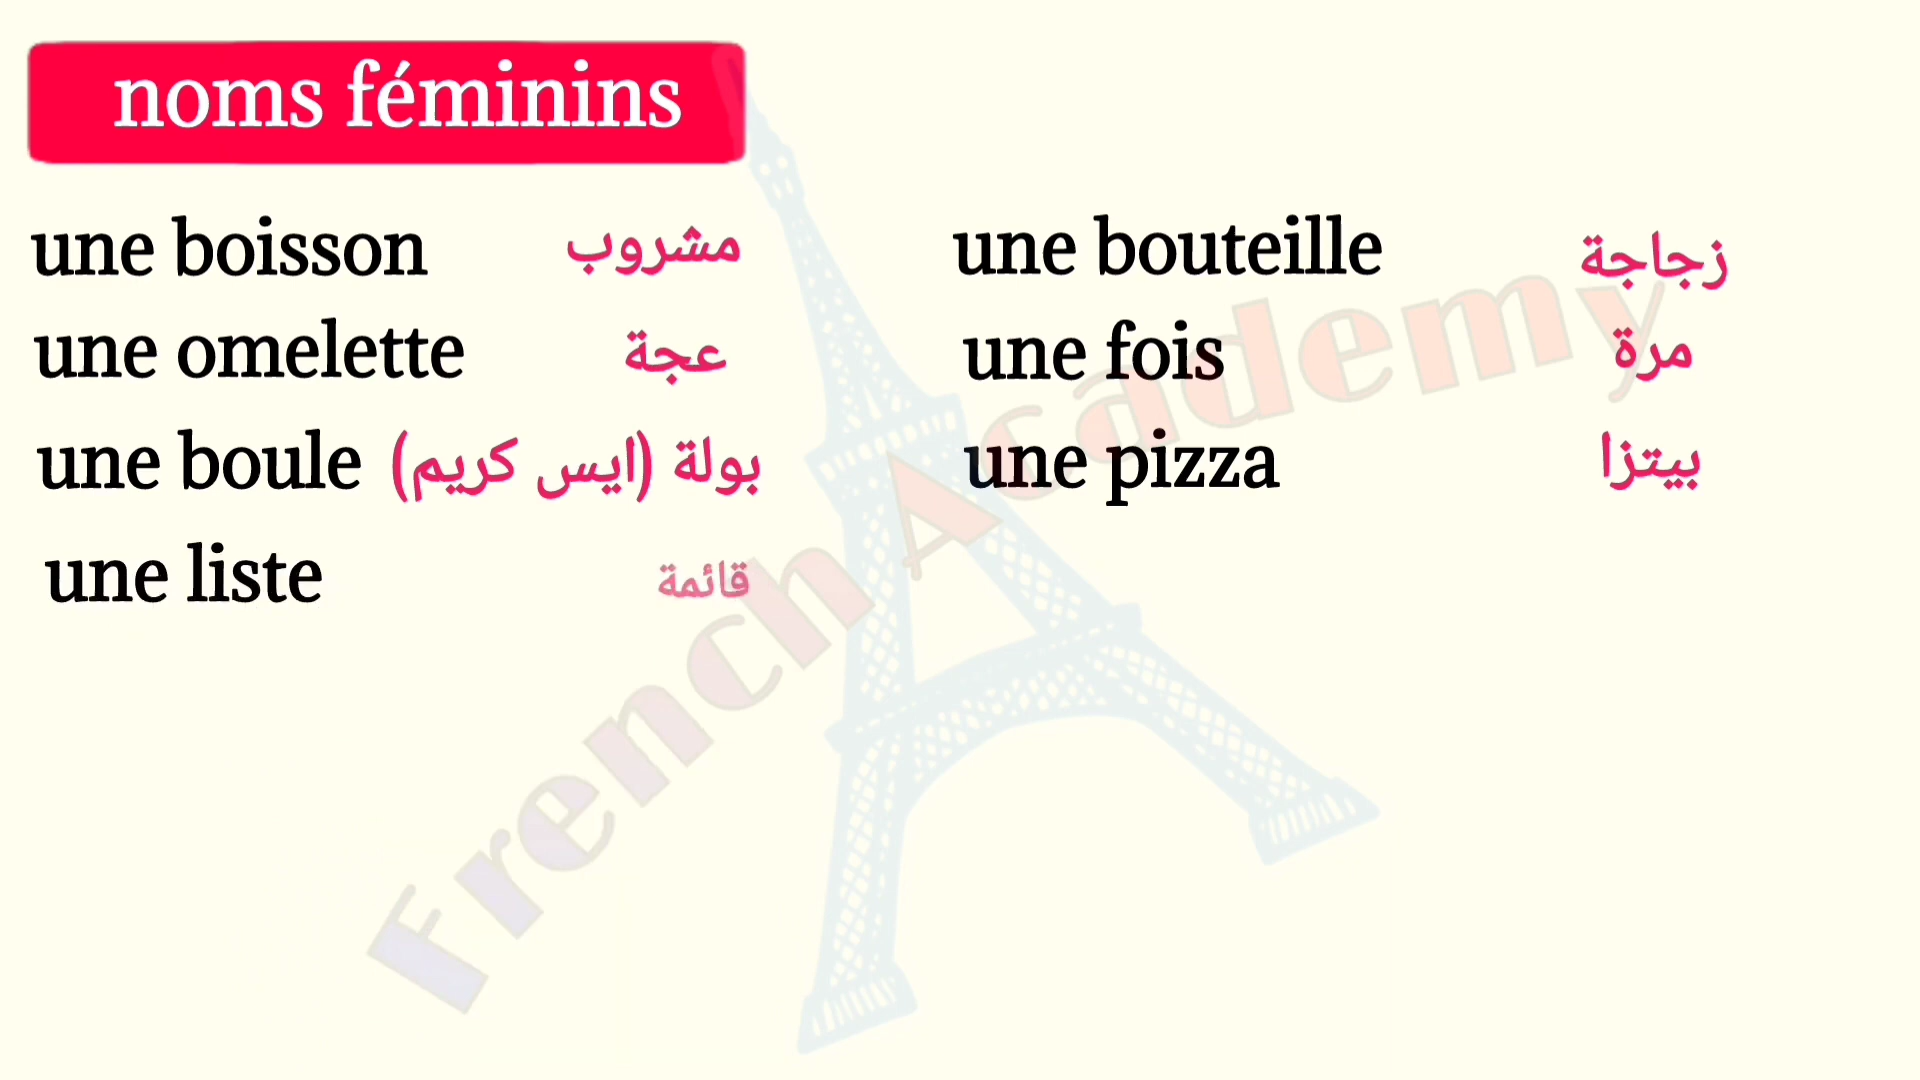 noms féminins
une boisson مشروب
une omelette عجة
une boule بولة (ايس كريم)
une liste قائمة
une bouteille زجاجة
une fois مرة
une pizza بيتزا
French Academy